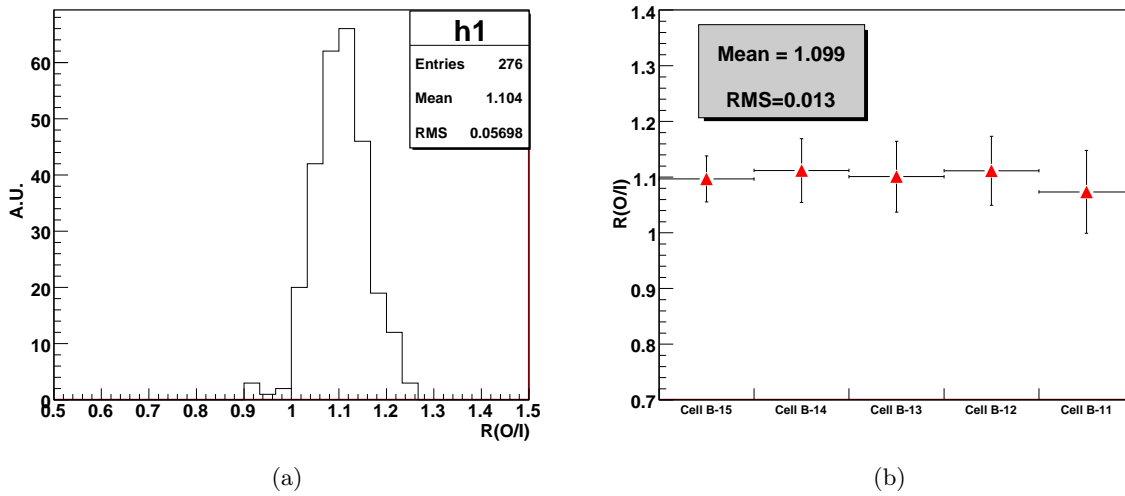 h1
Entries 276
Mean 1.104
RMS 0.05698
A.U.
60
50
40
30
20
10
0
0.5 0.6 0.7 0.8 0.9 1 1.1 1.2 1.3 1.4 1.5
R(O/I)
(a)
Mean = 1.099
RMS=0.013
R(O/I)
1.4
1.3
1.2
1.1
1
0.9
0.8
0.7
Cell B-15 Cell B-14 Cell B-13 Cell B-12 Cell B-11
(b)